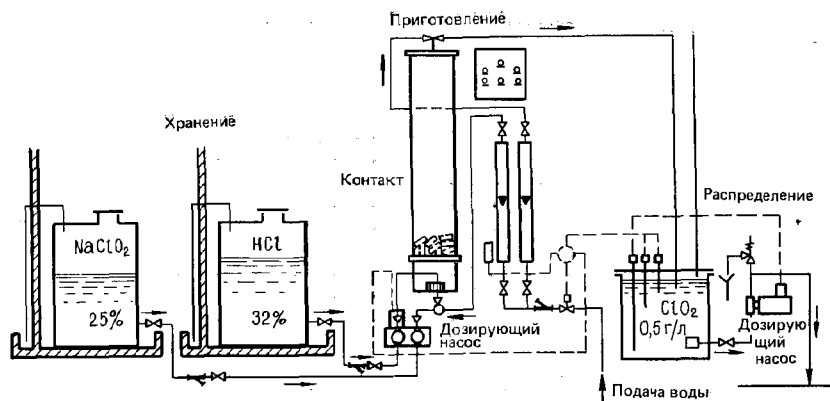 Приготовление
Хранение
NaClO₂
25%
HCl
32%
Контакт
Дозирующий
насос
Распределение
ClO₂
0,5 г/л
Дозирую-
щий
насос
Подача воды